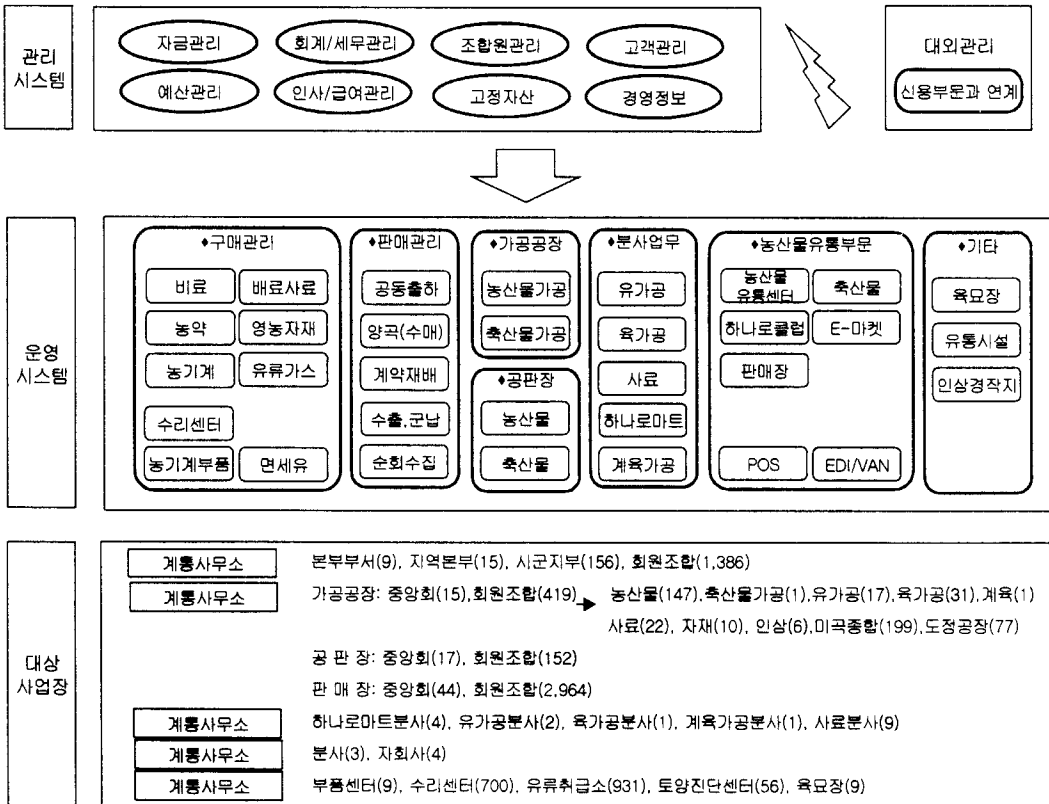 관리
시스템
자금관리
회계/세무관리
조합원관리
고객관리
예산관리
인사/급여관리
고정자산
경영정보
대외관리
신용부문과 연계
운영
시스템
♦구매관리
비료
배료사료
농약
영농자재
농기계
유류가스
수리센터
농기계부품
면세유
♦판매관리
공동출하
양곡(수매)
계약재배
수출,군납
순회수집
♦가공공장
농산물가공
축산물가공
♦공판장
농산물
축산물
♦분사업무
유가공
육가공
사료
하나로마트
계육가공
♦농산물유통부문
농산물
유통센터
축산물
하나로클럽
E-마켓
판매장
POS
EDI/VAN
♦기타
육묘장
유통시설
인삼경작지
대상
사업장
계통사무소
본부부서(9), 지역본부(15), 시군지부(156), 회원조합(1,386)
계통사무소
가공공장: 중앙회(15),회원조합(419)
농산물(147),축산물가공(1),유가공(17),육가공(31),계육(1)
사료(22), 자재(10), 인삼(6),미곡종합(199),도정공장(77)
공 판 장: 중앙회(17), 회원조합(152)
판 매 장: 중앙회(44), 회원조합(2,964)
계통사무소
하나로마트분사(4), 유가공분사(2), 육가공분사(1), 계육가공분사(1), 사료분사(9)
계통사무소
분사(3), 자회사(4)
계통사무소
부품센터(9), 수리센터(700), 유류취급소(931), 토양진단센터(56), 육묘장(9)